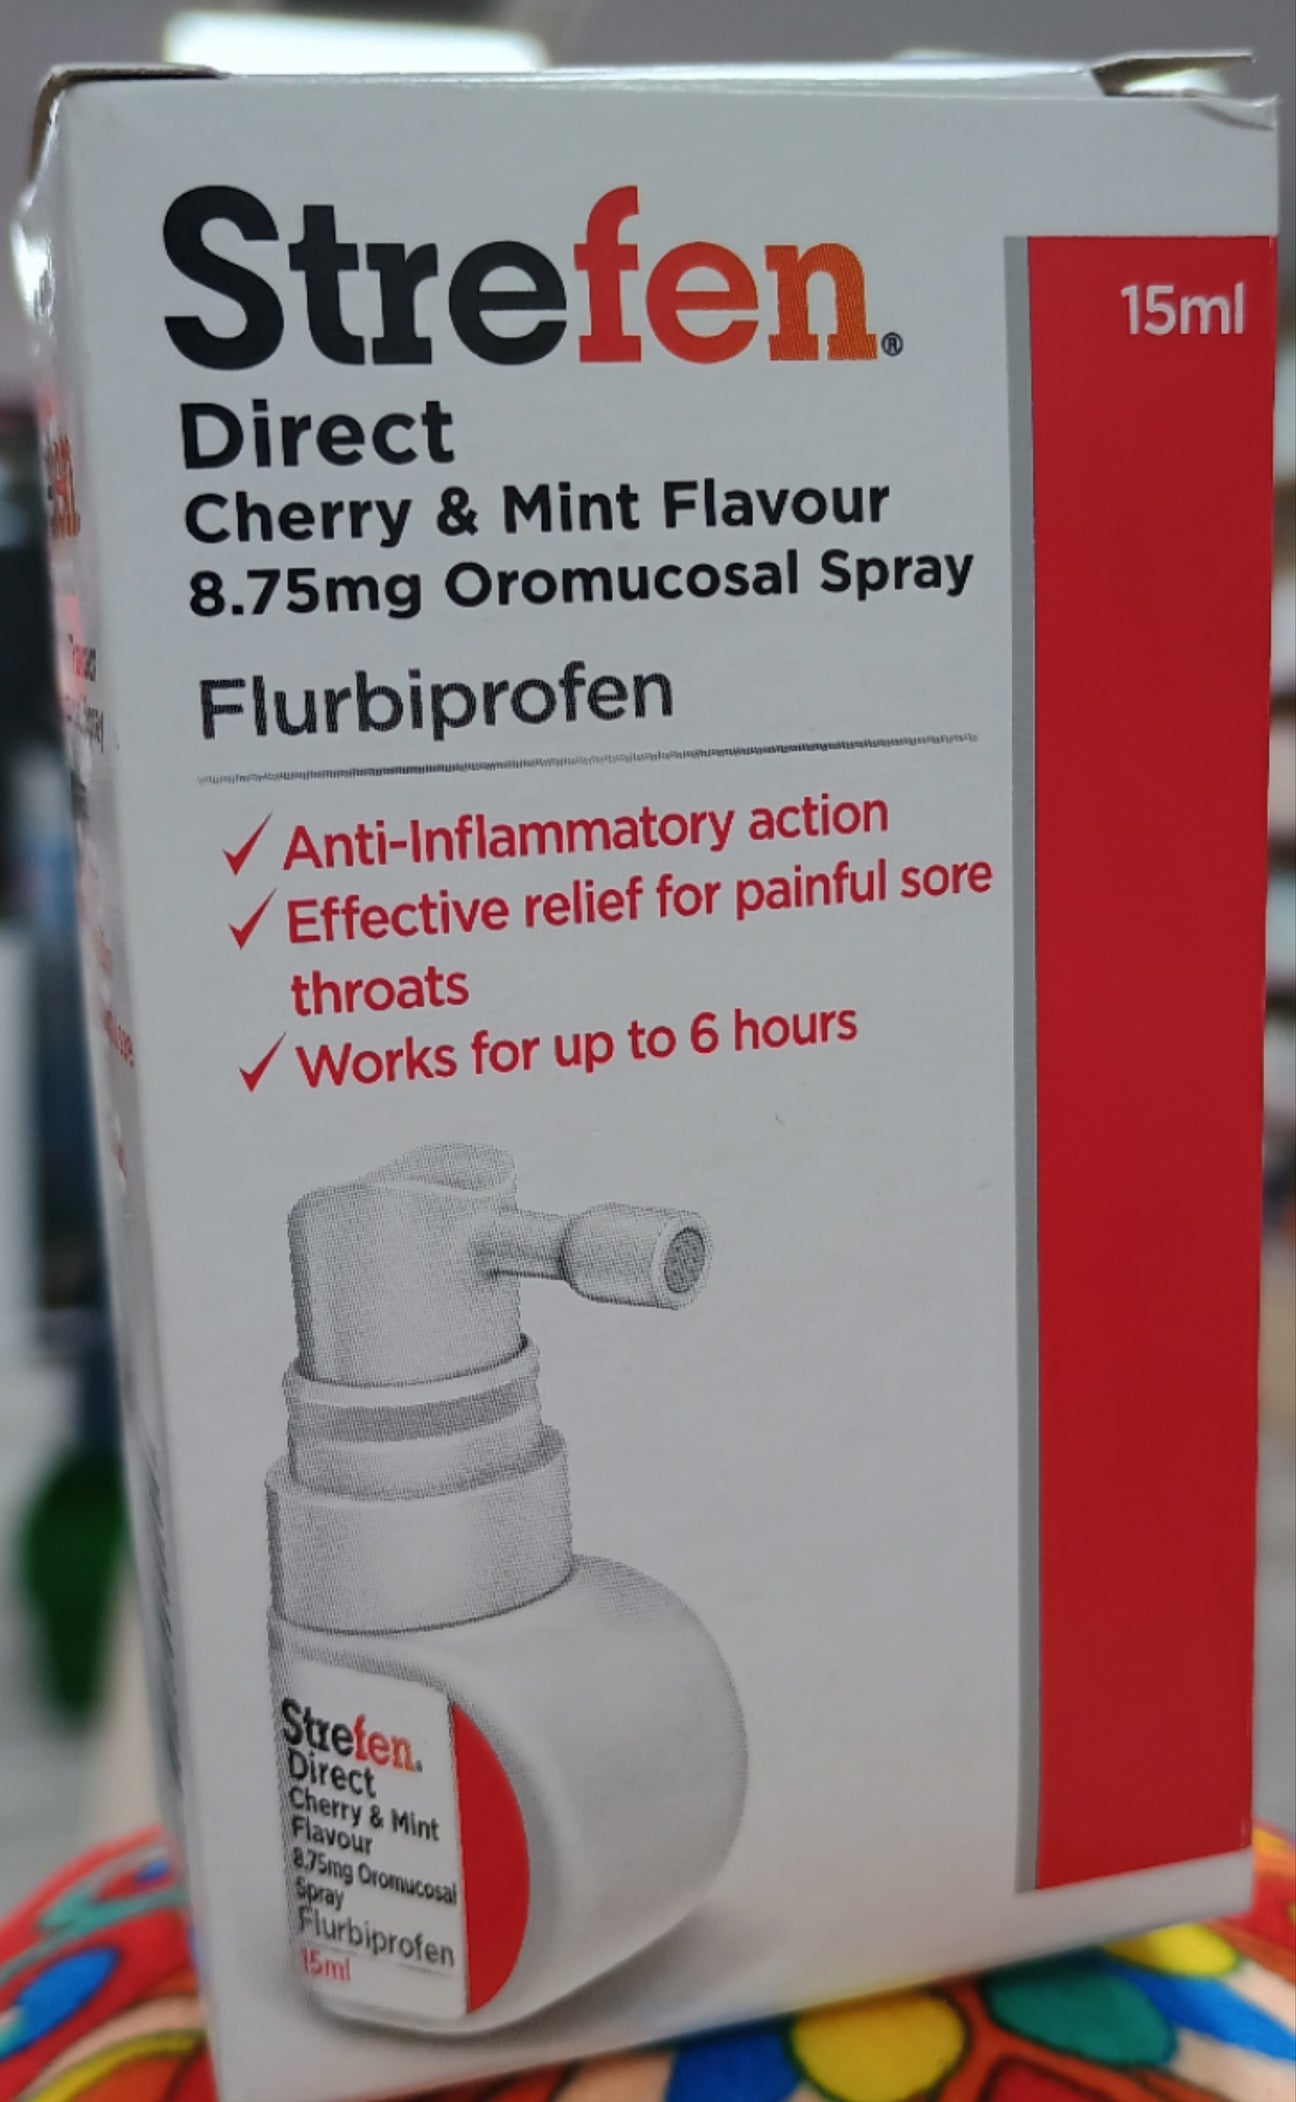 Strefen®
15ml
Direct
Cherry & Mint Flavour
8.75mg Oromucosal Spray
Flurbiprofen
✓ Anti-Inflammatory action
✓ Effective relief for painful sore
throats
✓ Works for up to 6 hours
Strefen.
Direct
Cherry & Mint
Flavour
8.75mg Oromucosal
Spray
Flurbiprofen
15ml